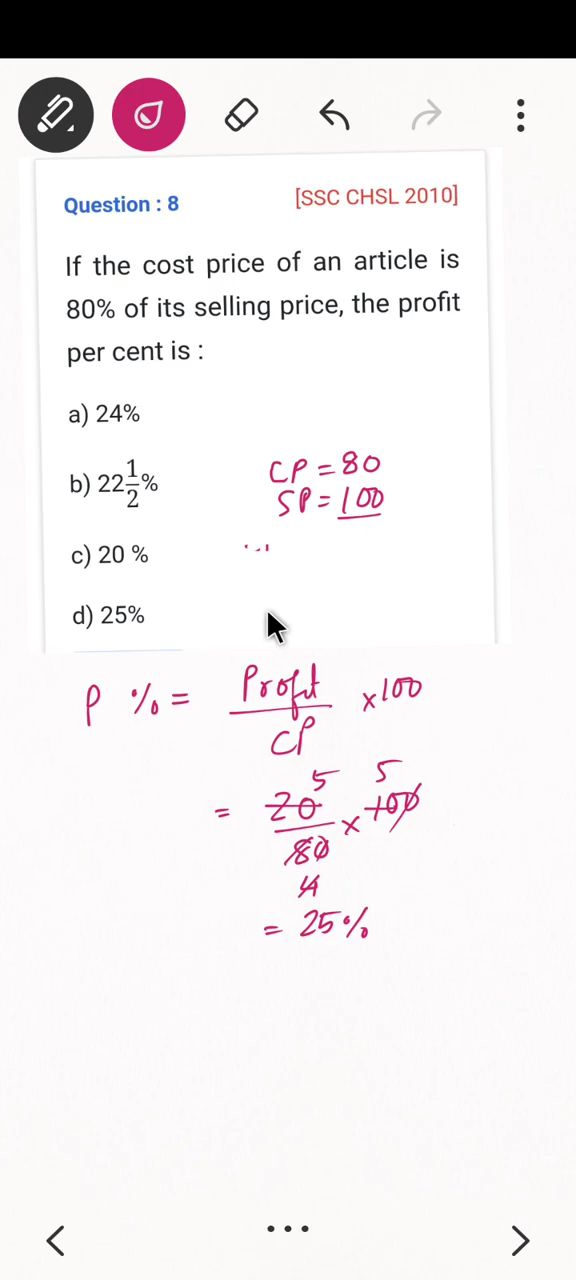 Question : 8 [SSC CHSL 2010]
If the cost price of an article is
80% of its selling price, the profit
per cent is :
a) 24%
b) 22 1/2 %
c) 20 %
d) 25%
CP = 80
SP = 100
P % = Profit / CP × 100
= 20 5 / 80 4 × 100 5
= 25%